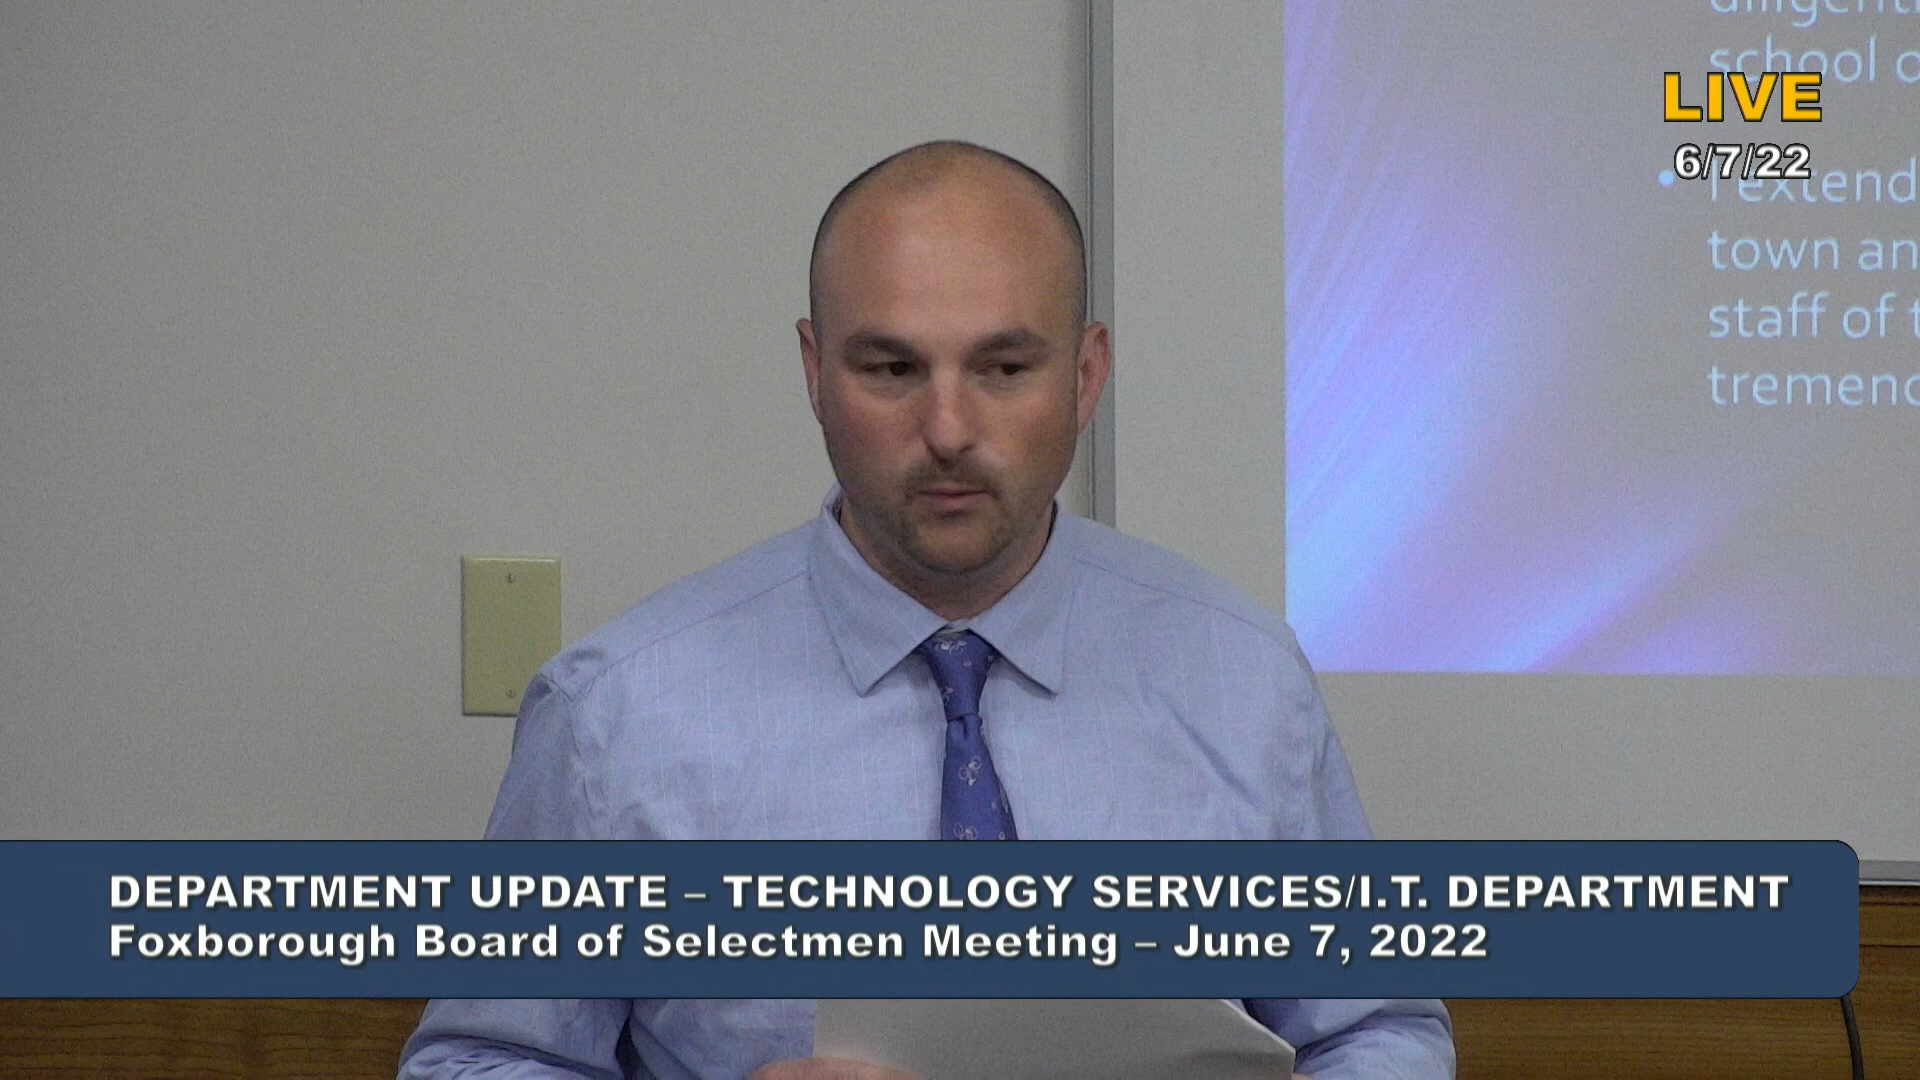 school
LIVE
6/7/22
• I extend
town an
staff of t
DEPARTMENT UPDATE – TECHNOLOGY SERVICES/I.T. DEPARTMENT
Foxborough Board of Selectmen Meeting – June 7, 2022